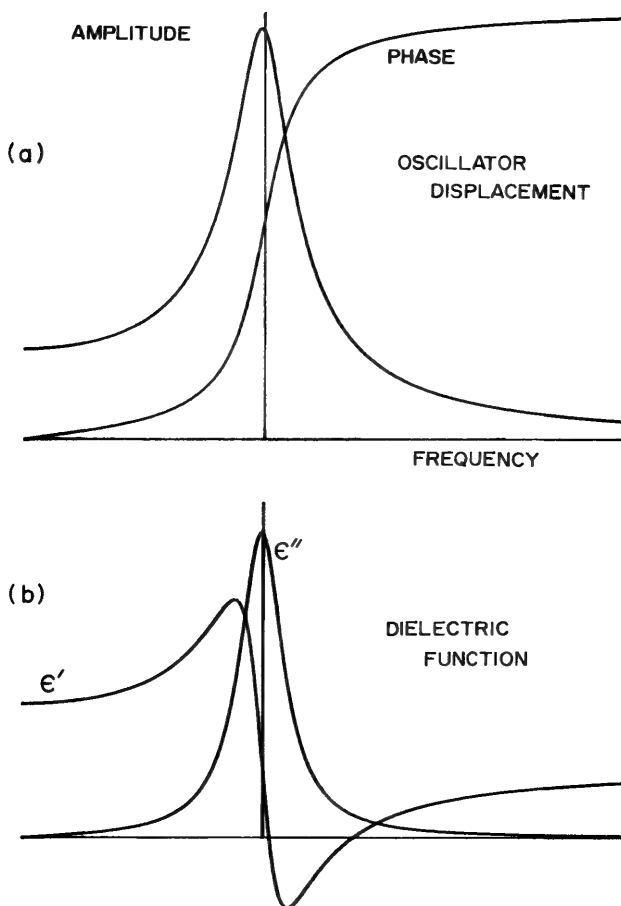 AMPLITUDE
PHASE
(a)
OSCILLATOR
DISPLACEMENT
FREQUENCY
ϵ″
(b)
DIELECTRIC
FUNCTION
ϵ′